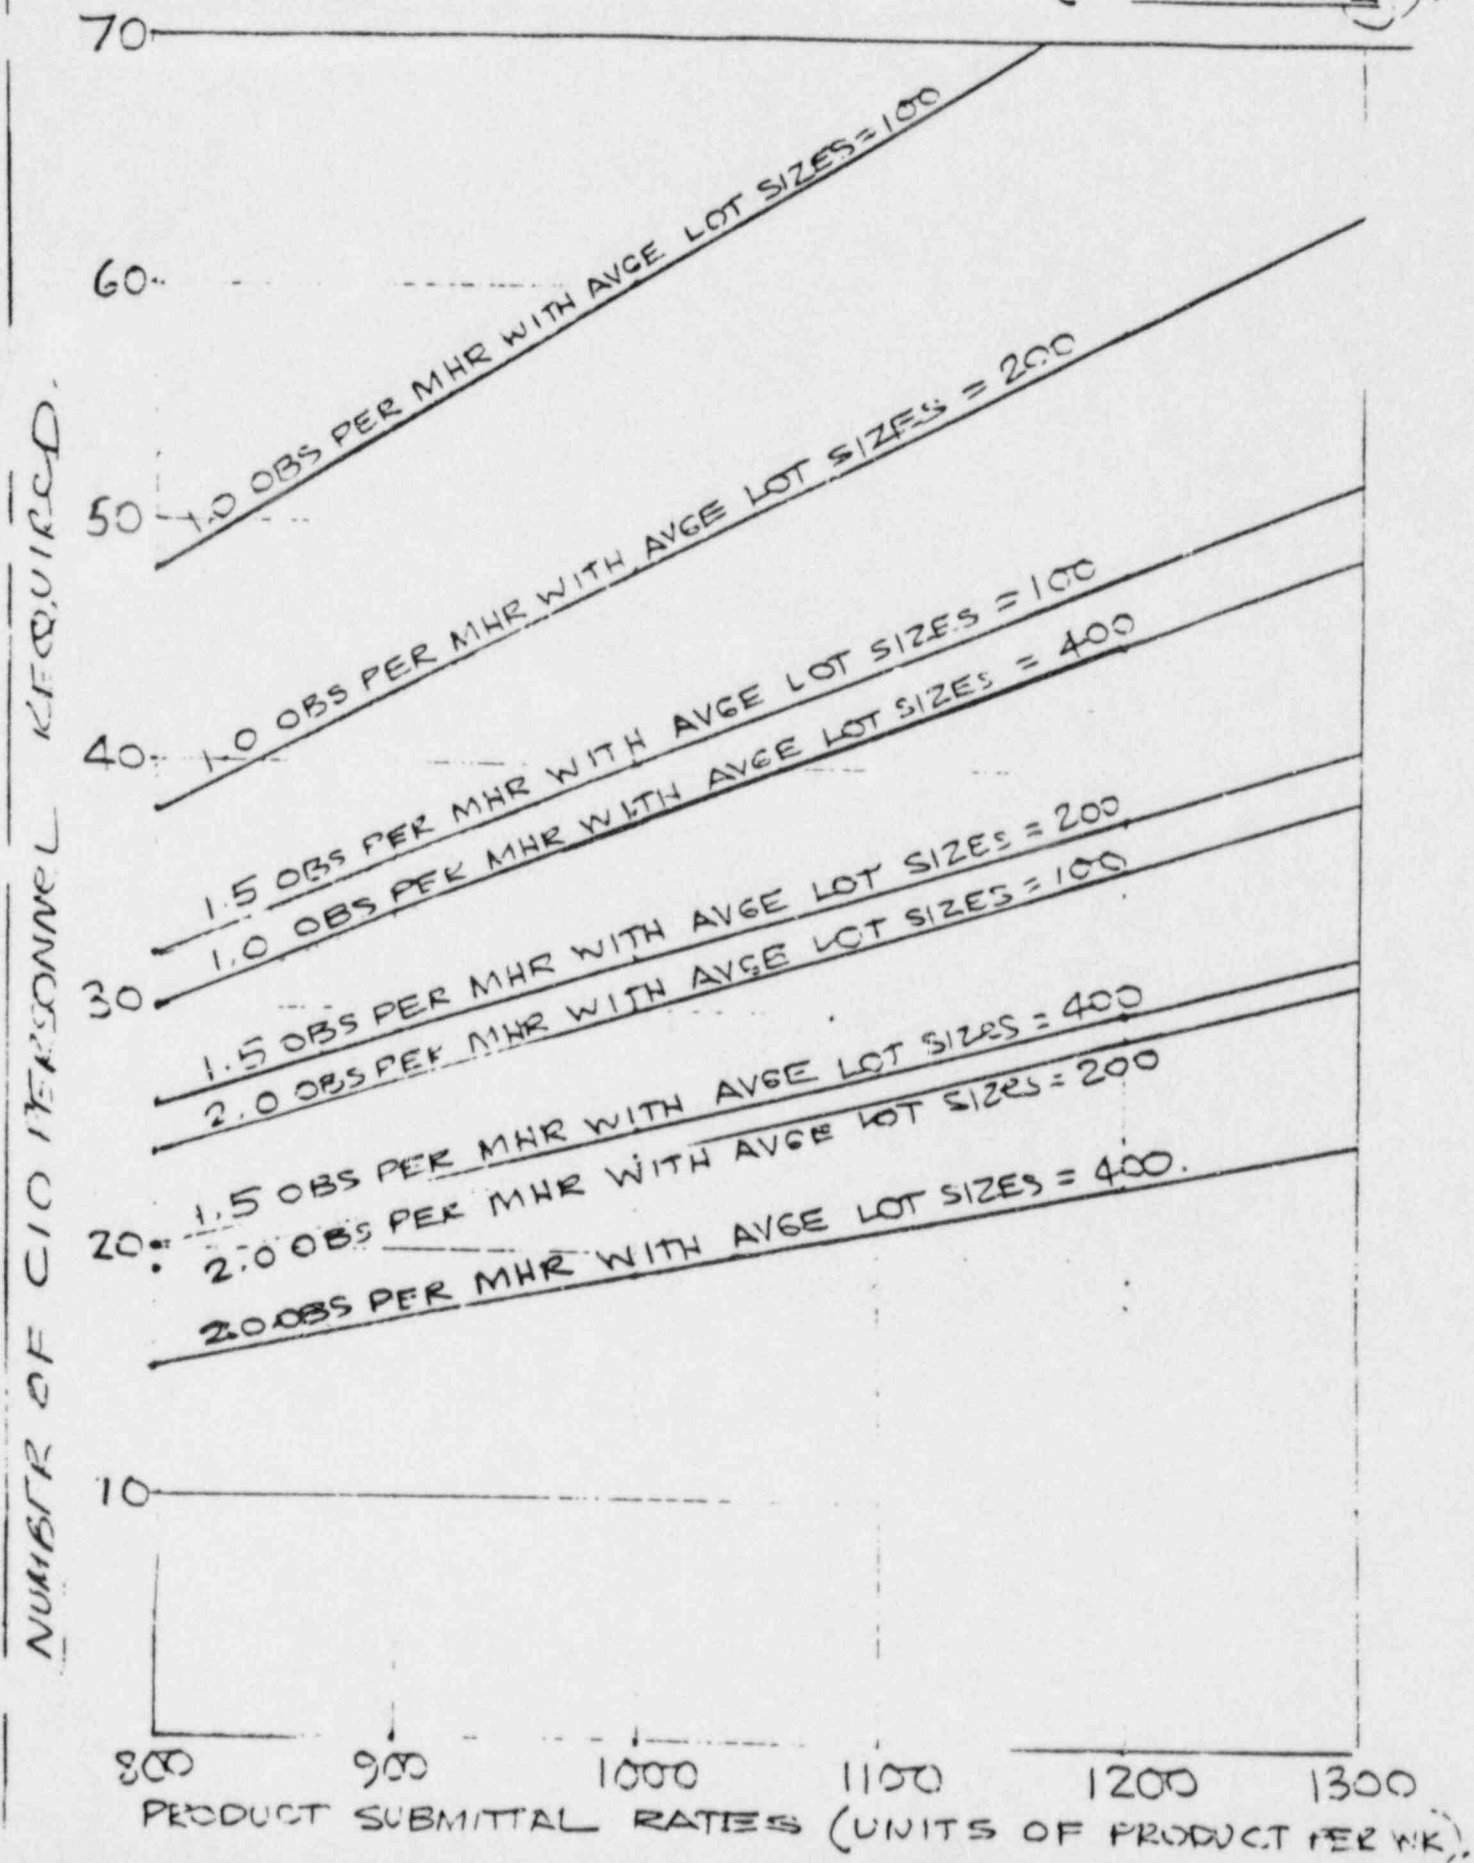 70
1.0 OBS PER MHR WITH AVGE LOT SIZES = 100
60
1.0 OBS PER MHR WITH AVGE LOT SIZES = 200
50
1.5 OBS PER MHR WITH AVGE LOT SIZES = 100
1.0 OBS PER MHR WITH AVGE LOT SIZES = 400
40
1.5 OBS PER MHR WITH AVGE LOT SIZES = 200
2.0 OBS PER MHR WITH AVGE LOT SIZES = 100
30
1.5 OBS PER MHR WITH AVGE LOT SIZES = 400
2.0 OBS PER MHR WITH AVGE LOT SIZES = 200
20
2.0 OBS PER MHR WITH AVGE LOT SIZES = 400.
10
NUMBER OF CIO PERSONNEL REQUIRED.
800 900 1000 1100 1200 1300
PRODUCT SUBMITTAL RATES (UNITS OF PRODUCT PER WK).